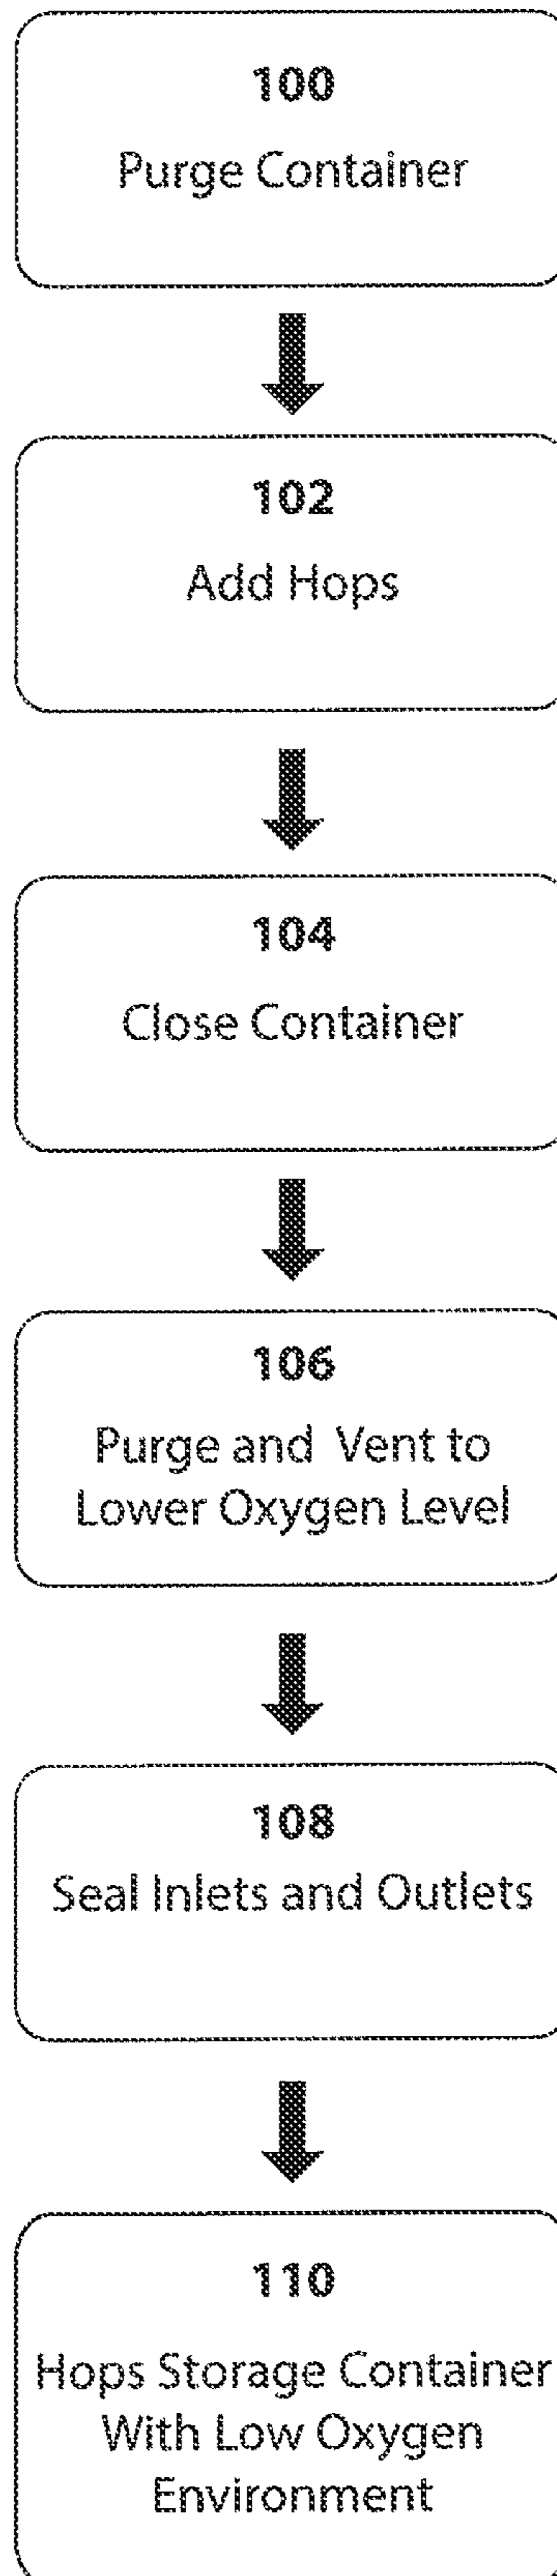 100
Purge Container
102
Add Hops
104
Close Container
106
Purge and Vent to
Lower Oxygen Level
108
Seal Inlets and Outlets
110
Hops Storage Container
With Low Oxygen
Environment